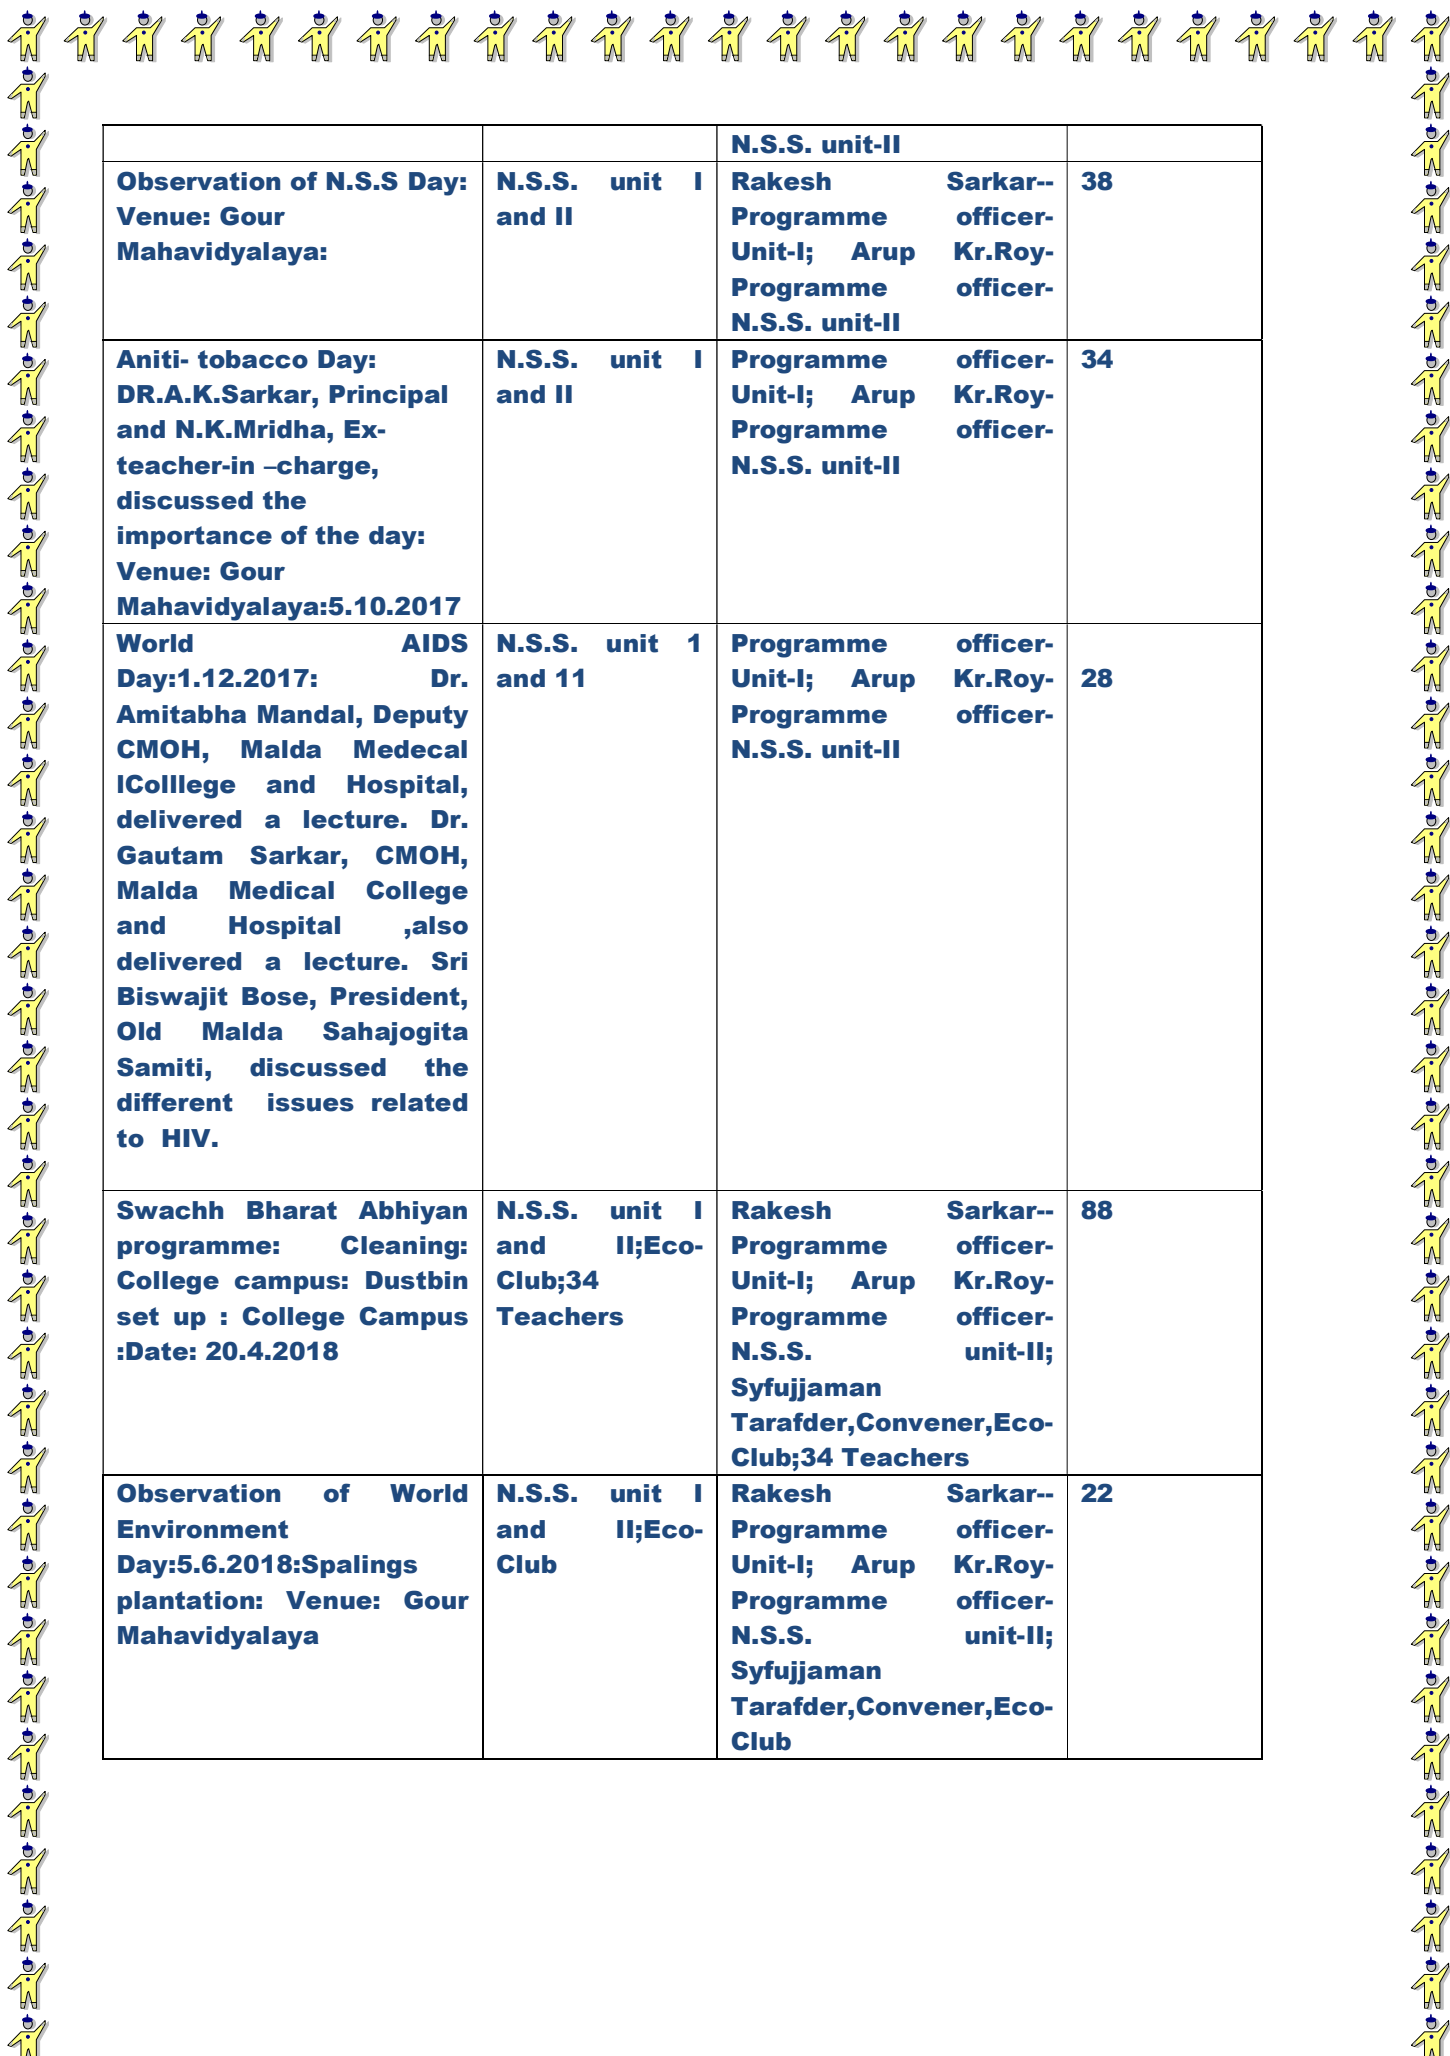 N.S.S. unit-II
Observation of N.S.S Day:
Venue: Gour
Mahavidyalaya:
N.S.S. unit I
and II
Rakesh Sarkar--
Programme officer-
Unit-I; Arup Kr.Roy-
Programme officer-
N.S.S. unit-II
38
Aniti- tobacco Day:
DR.A.K.Sarkar, Principal
and N.K.Mridha, Ex-
teacher-in –charge,
discussed the
importance of the day:
Venue: Gour
Mahavidyalaya:5.10.2017
N.S.S. unit I
and II
Programme officer-
Unit-I; Arup Kr.Roy-
Programme officer-
N.S.S. unit-II
34
World AIDS
Day:1.12.2017: Dr.
Amitabha Mandal, Deputy
CMOH, Malda Medecal
lColllege and Hospital,
delivered a lecture. Dr.
Gautam Sarkar, CMOH,
Malda Medical College
and Hospital ,also
delivered a lecture. Sri
Biswajit Bose, President,
Old Malda Sahajogita
Samiti, discussed the
different issues related
to HIV.
N.S.S. unit 1
and 11
Programme officer-
Unit-I; Arup Kr.Roy-
Programme officer-
N.S.S. unit-II
28
Swachh Bharat Abhiyan
programme: Cleaning:
College campus: Dustbin
set up : College Campus
:Date: 20.4.2018
N.S.S. unit I
and II;Eco-
Club;34
Teachers
Rakesh Sarkar--
Programme officer-
Unit-I; Arup Kr.Roy-
Programme officer-
N.S.S. unit-II;
Syfujjaman
Tarafder,Convener,Eco-
Club;34 Teachers
88
Observation of World
Environment
Day:5.6.2018:Spalings
plantation: Venue: Gour
Mahavidyalaya
N.S.S. unit I
and II;Eco-
Club
Rakesh Sarkar--
Programme officer-
Unit-I; Arup Kr.Roy-
Programme officer-
N.S.S. unit-II;
Syfujjaman
Tarafder,Convener,Eco-
Club
22